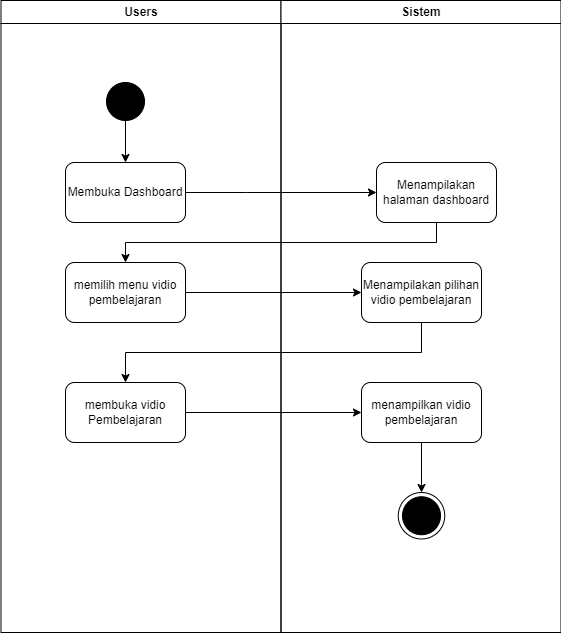 Users
Sistem
Membuka Dashboard
Menampilakan
halaman dashboard
memilih menu vidio
pembelajaran
Menampilakan pilihan
vidio pembelajaran
membuka vidio
Pembelajaran
menampilkan vidio
pembelajaran